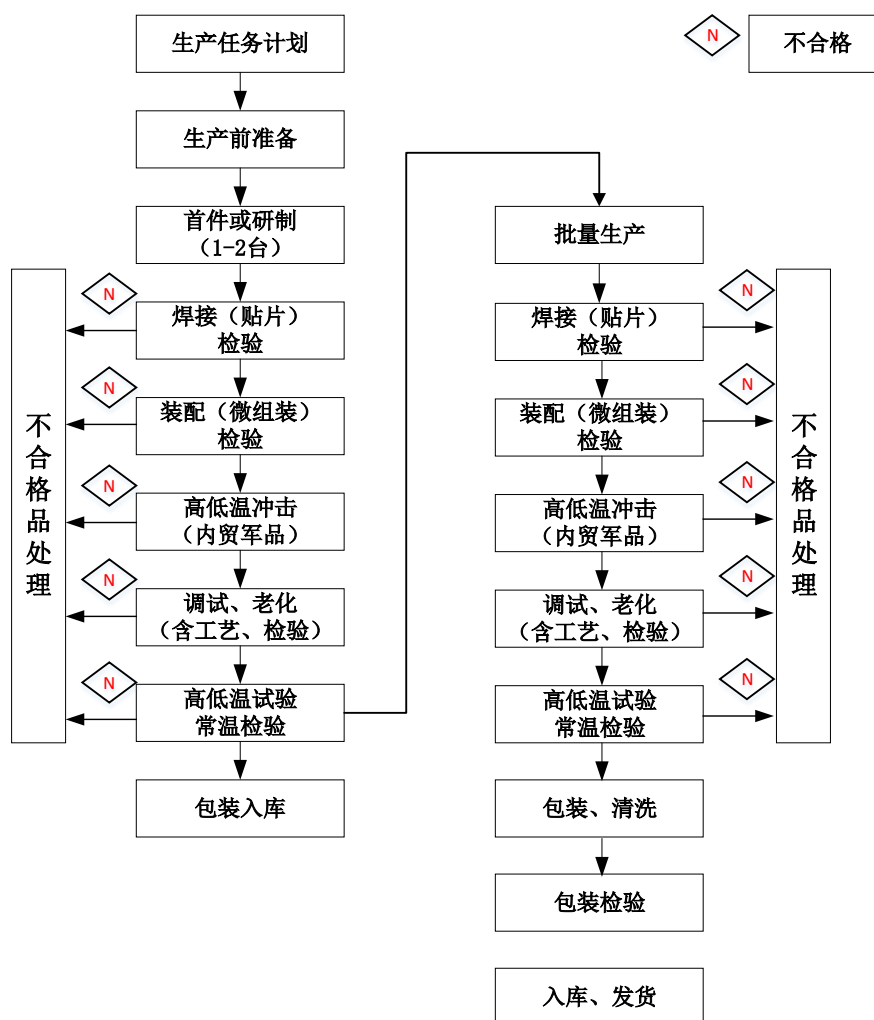 生产任务计划
N
不合格
生产前准备
首件或研制
（1-2台）
批量生产
N
焊接（贴片）
检验
N
装配（微组装）
检验
N
高低温冲击
（内贸军品）
N
调试、老化
（含工艺、检验）
N
高低温试验
常温检验
包装入库
不合格品处理
N
焊接（贴片）
检验
N
装配（微组装）
检验
N
高低温冲击
（内贸军品）
N
调试、老化
（含工艺、检验）
N
高低温试验
常温检验
不合格品处理
包装、清洗
包装检验
入库、发货